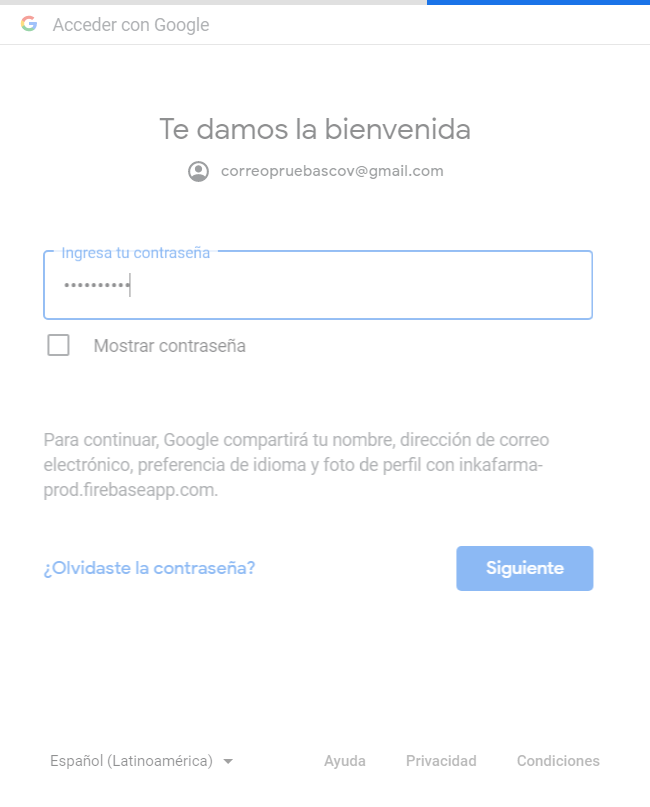 Acceder con Google
Te damos la bienvenida
correopruebascov@gmail.com
Ingresa tu contraseña
••••••••••
Mostrar contraseña
Para continuar, Google compartirá tu nombre, dirección de correo
electrónico, preferencia de idioma y foto de perfil con inkafarma-
prod.firebaseapp.com.
¿Olvidaste la contraseña?
Siguiente
Español (Latinoamérica)
Ayuda
Privacidad
Condiciones